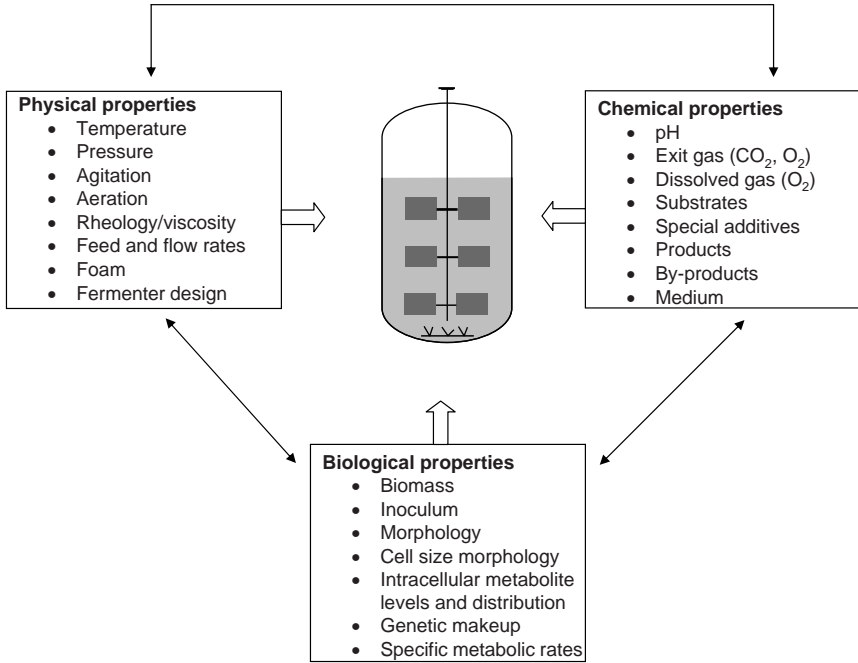 Physical properties
• Temperature
• Pressure
• Agitation
• Aeration
• Rheology/viscosity
• Feed and flow rates
• Foam
• Fermenter design
Chemical properties
• pH
• Exit gas (CO₂, O₂)
• Dissolved gas (O₂)
• Substrates
• Special additives
• Products
• By-products
• Medium
Biological properties
• Biomass
• Inoculum
• Morphology
• Cell size morphology
• Intracellular metabolite
levels and distribution
• Genetic makeup
• Specific metabolic rates